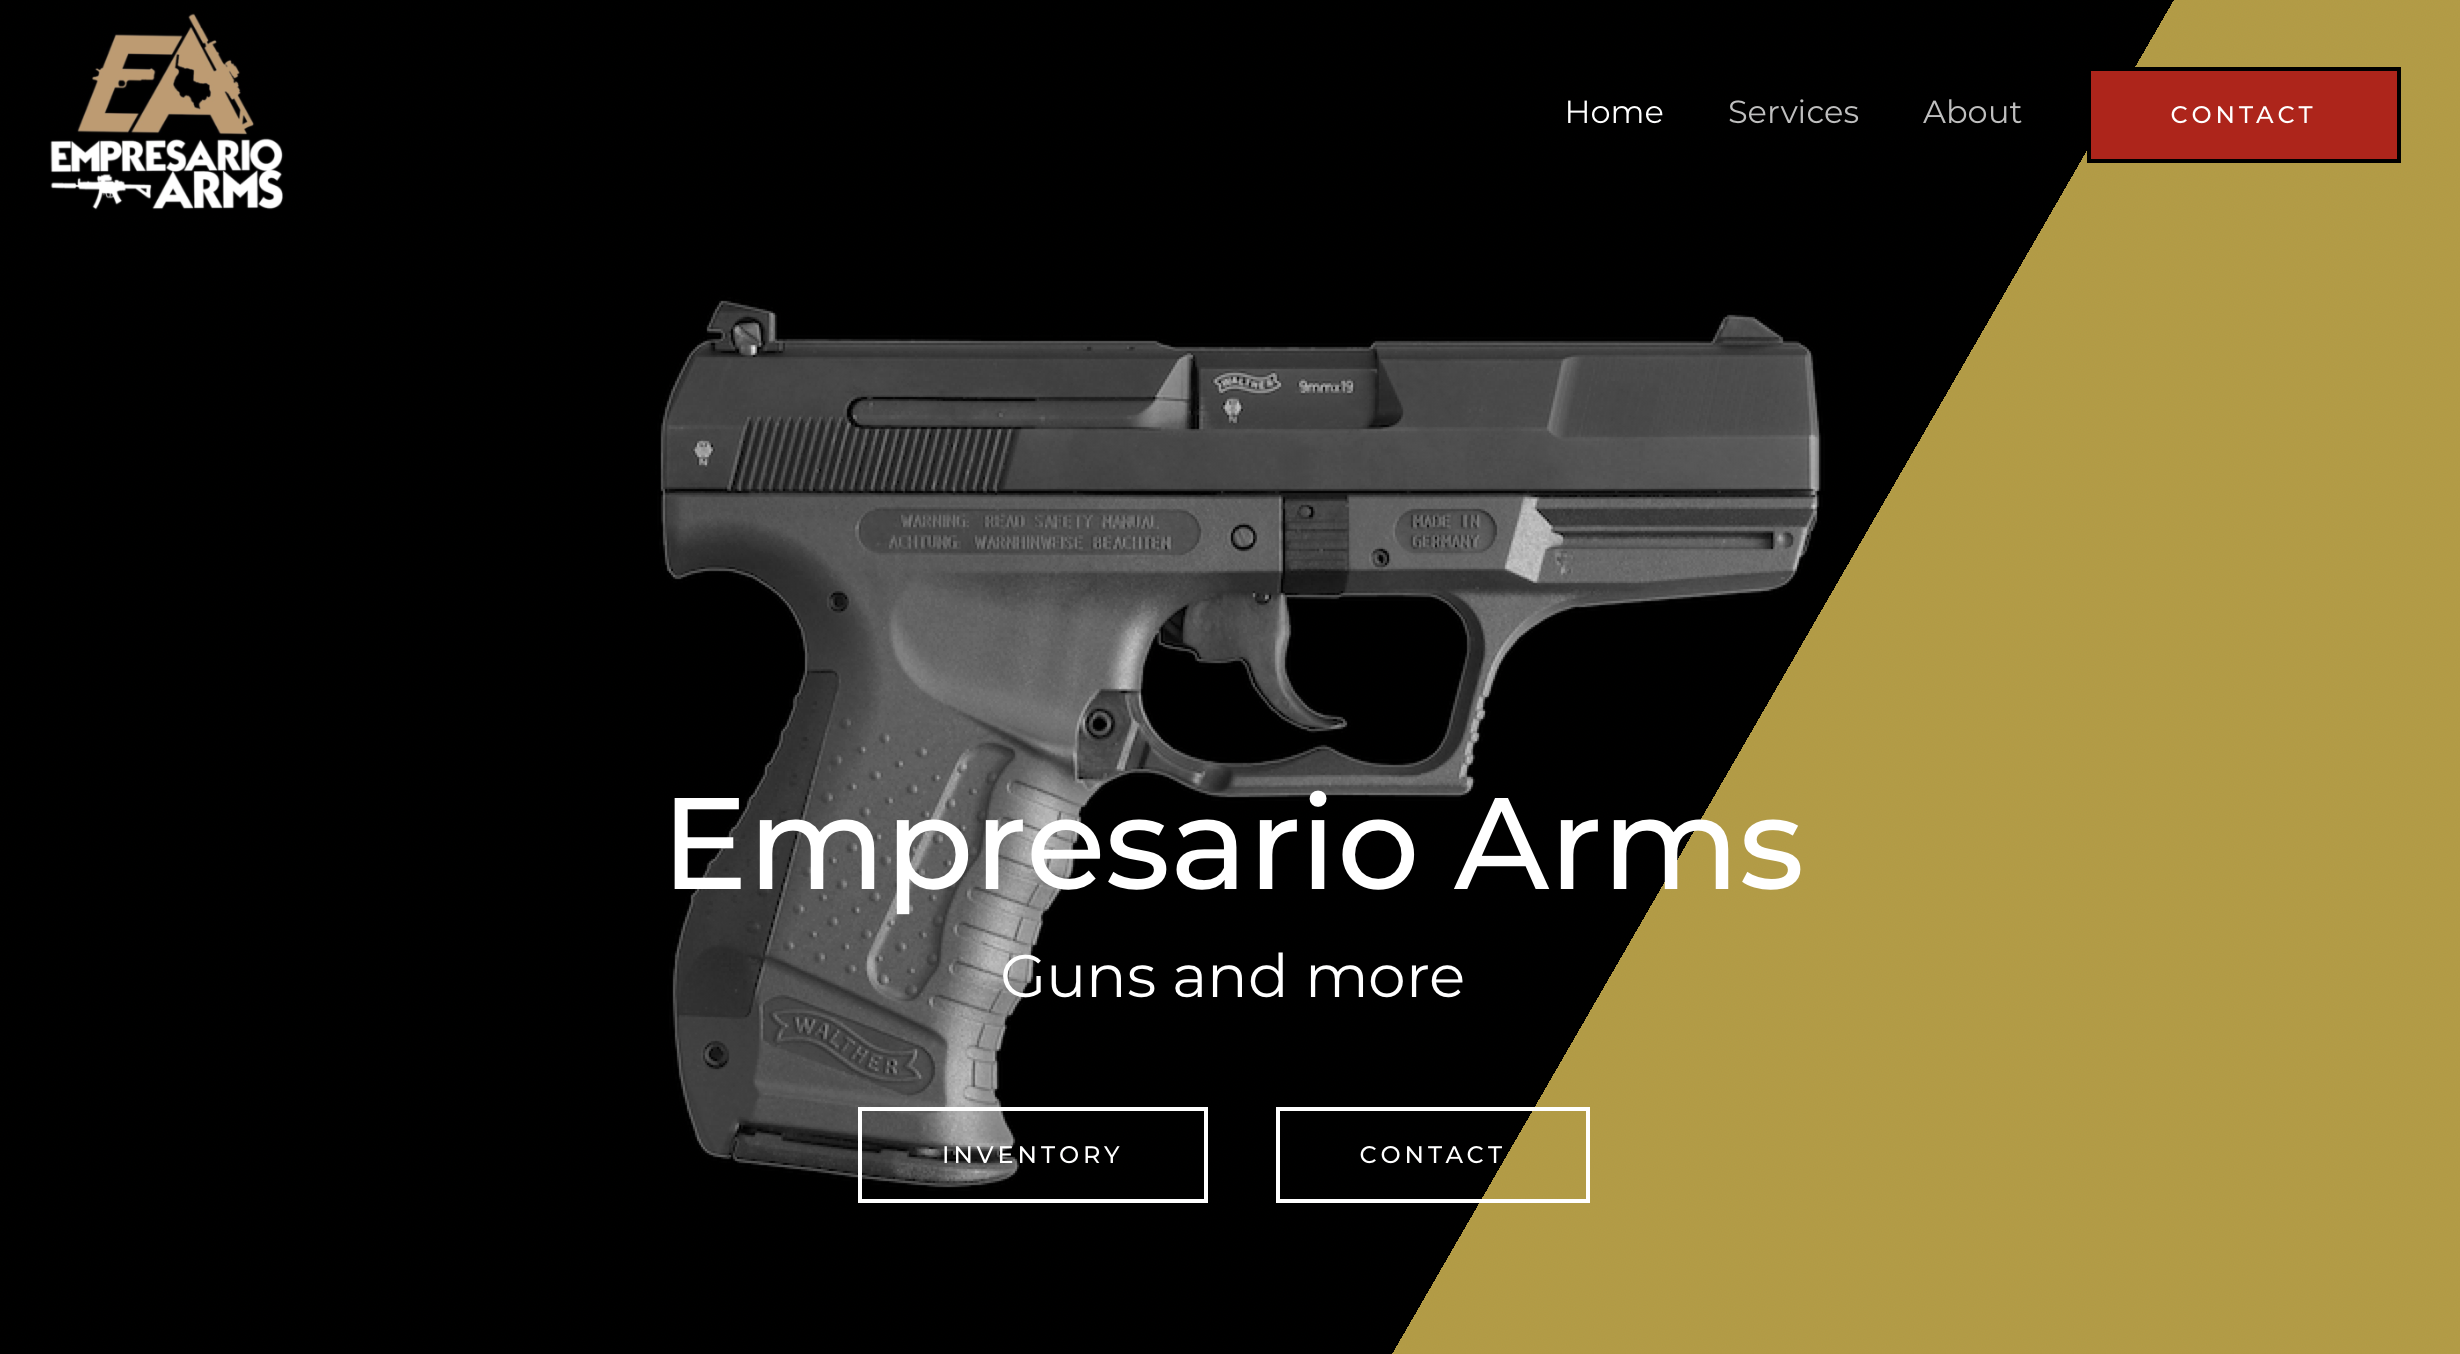 EA
EMPRESARIO
ARMS
Home
Services
About
CONTACT
WALTHER
9mmx19
N
N
WARNING: READ SAFETY MANUAL
ACHTUNG: WARNHINWEISE BEACHTEN
MADE IN
GERMANY
Empresario Arms
Guns and more
WALTHER
INVENTORY
CONTACT